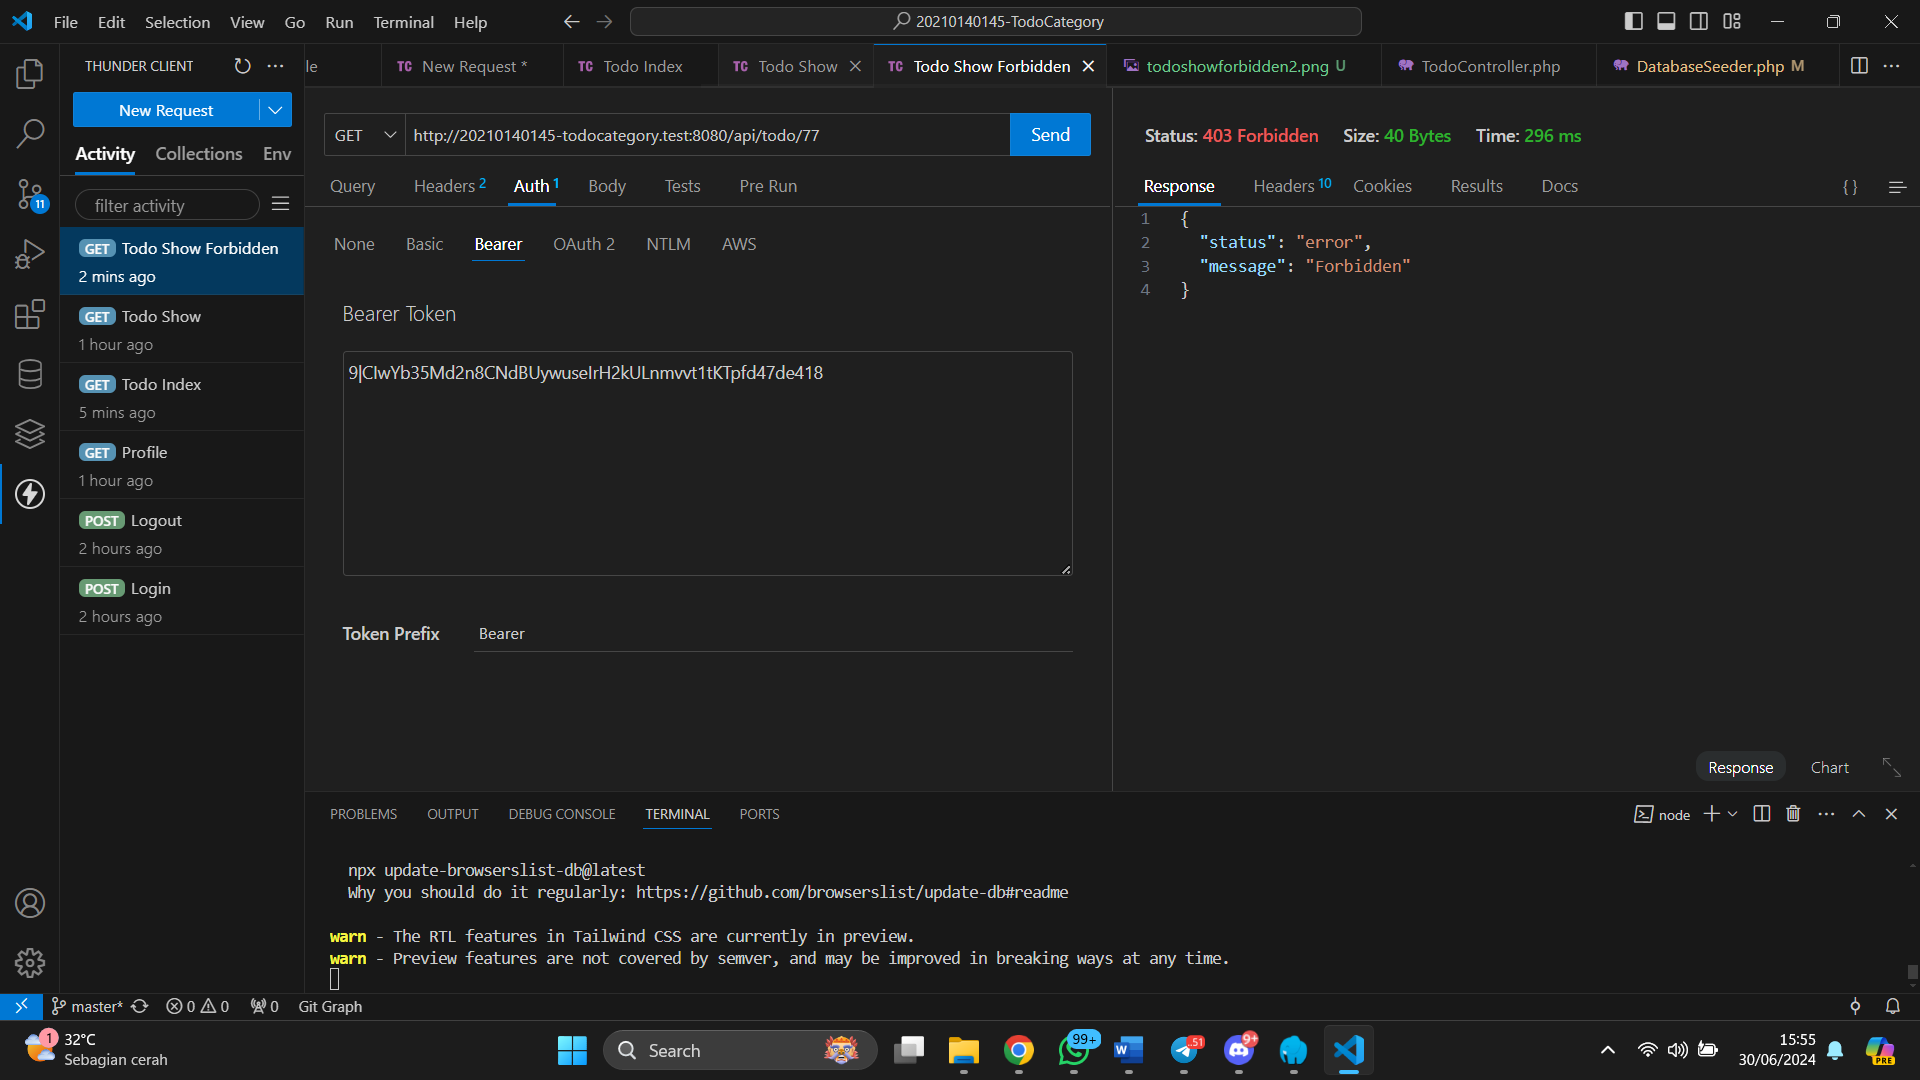 File Edit Selection View Go Run Terminal Help
20210140145-TodoCategory
THUNDER CLIENT
le
TC New Request *
TC Todo Index
TC Todo Show
TC Todo Show Forbidden
todoshowforbidden2.png U
TodoController.php
DatabaseSeeder.php M
New Request
Activity Collections Env
filter activity
GET Todo Show Forbidden
2 mins ago
GET Todo Show
1 hour ago
GET Todo Index
5 mins ago
GET Profile
1 hour ago
POST Logout
2 hours ago
POST Login
2 hours ago
11
GET http://20210140145-todocategory.test:8080/api/todo/77 Send
Query Headers 2 Auth 1 Body Tests Pre Run
None Basic Bearer OAuth 2 NTLM AWS
Bearer Token
9|CIwYb35Md2n8CNdBUywuseIrH2kULnmvvt1tKTpfd47de418
Token Prefix Bearer
Status: 403 Forbidden Size: 40 Bytes Time: 296 ms
Response Headers 10 Cookies Results Docs { }
1 {
2 "status": "error",
3 "message": "Forbidden"
4 }
Response Chart
PROBLEMS OUTPUT DEBUG CONSOLE TERMINAL PORTS
node
npx update-browserslist-db@latest
Why you should do it regularly: https://github.com/browserslist/update-db#readme
warn - The RTL features in Tailwind CSS are currently in preview.
warn - Preview features are not covered by semver, and may be improved in breaking ways at any time.
master* 0 0 0 Git Graph
1
32°C
Sebagian cerah
Search
99+
W
51
9+
15:55
30/06/2024
PRE